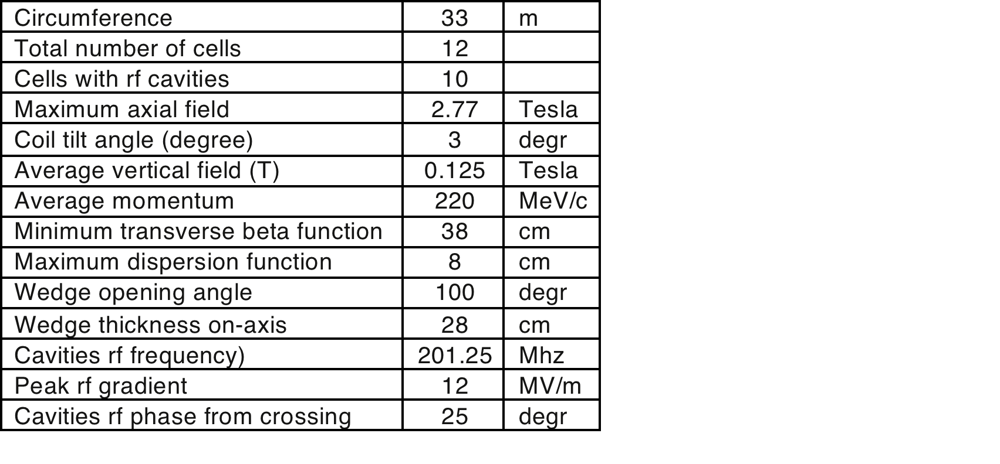 Circumference 33 m
Total number of cells 12
Cells with rf cavities 10
Maximum axial field 2.77 Tesla
Coil tilt angle (degree) 3 degr
Average vertical field (T) 0.125 Tesla
Average momentum 220 MeV/c
Minimum transverse beta function 38 cm
Maximum dispersion function 8 cm
Wedge opening angle 100 degr
Wedge thickness on-axis 28 cm
Cavities rf frequency) 201.25 Mhz
Peak rf gradient 12 MV/m
Cavities rf phase from crossing 25 degr